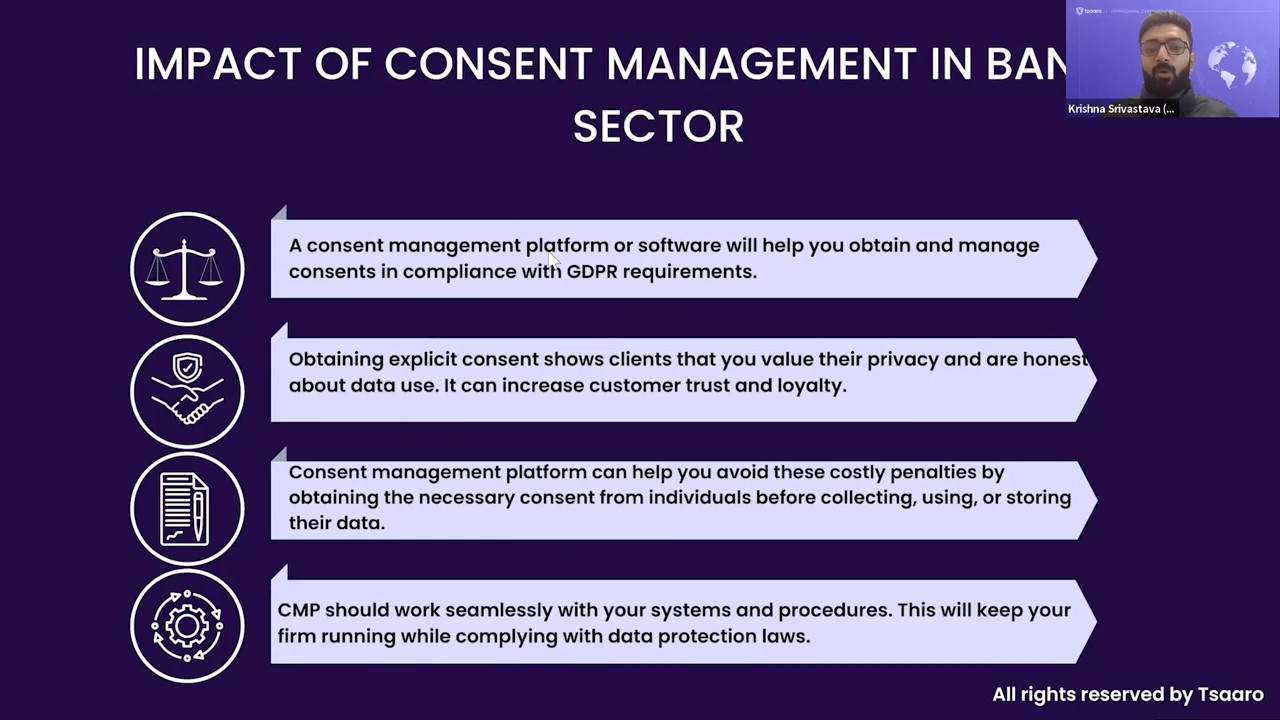 IMPACT OF CONSENT MANAGEMENT IN BAN
SECTOR
tsaaro
Krishna Srivastava (...
A consent management platform or software will help you obtain and manage
consents in compliance with GDPR requirements.
Obtaining explicit consent shows clients that you value their privacy and are honest
about data use. It can increase customer trust and loyalty.
Consent management platform can help you avoid these costly penalties by
obtaining the necessary consent from individuals before collecting, using, or storing
their data.
CMP should work seamlessly with your systems and procedures. This will keep your
firm running while complying with data protection laws.
All rights reserved by Tsaaro